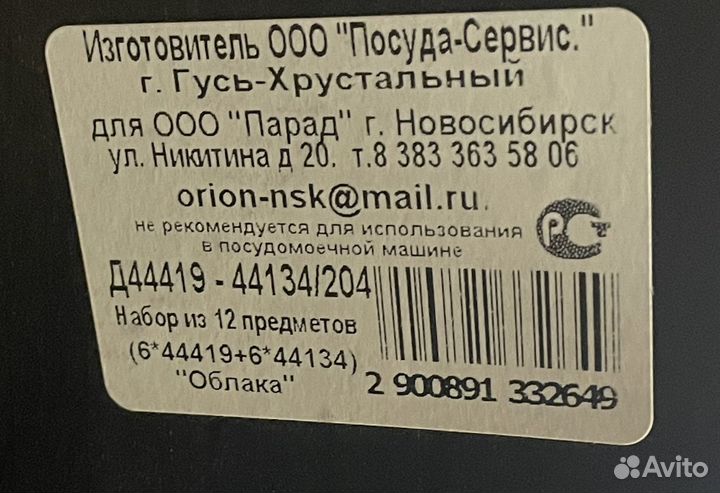 Изготовитель ООО "Посуда-Сервис."
г. Гусь-Хрустальный
для ООО "Парад" г. Новосибирск
ул. Никитина д 20. т.8 383 363 58 06
orion-nsk@mail.ru.
не рекомендуется для использования
в посудомоечной машине
РСТ
Д44419 - 44134/204
Набор из 12 предметов
(6*44419+6*44134)
"Облака"
2 900891 332649
Avito